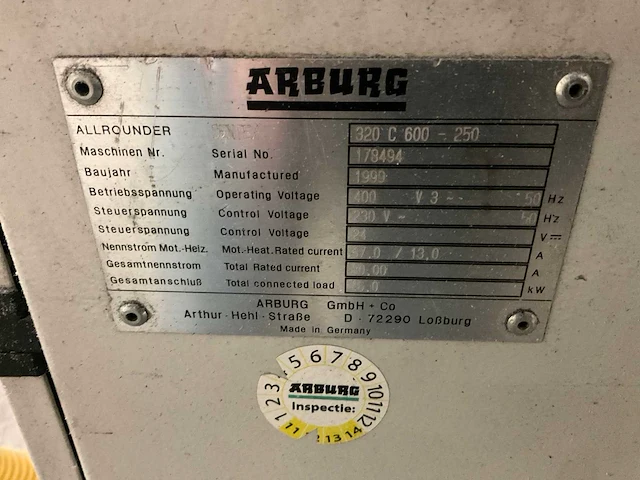 ARBURG
ALLROUNDER 320 C 600 - 250
Maschinen Nr. Serial No. 179494
Baujahr Manufactured
Betriebsspannung Operating Voltage 400 V 3 ~ 50 Hz
Steuerspannung Control Voltage 230 V ~ 50 Hz
Steuerspannung Control Voltage 24 V
Nennstrom Mot.-Heiz. Mot.-Heat.Rated current / 13,0 A
Gesamtnennstrom Total Rated current A
Gesamtanschluß Total connected load kW
ARBURG GmbH + Co
Arthur - Hehl - Straße D - 72290 Loßburg
Made in Germany
1 2 3 5 6 7 8 9 10 11 12
ARBURG
Inspectie:
11 13 14